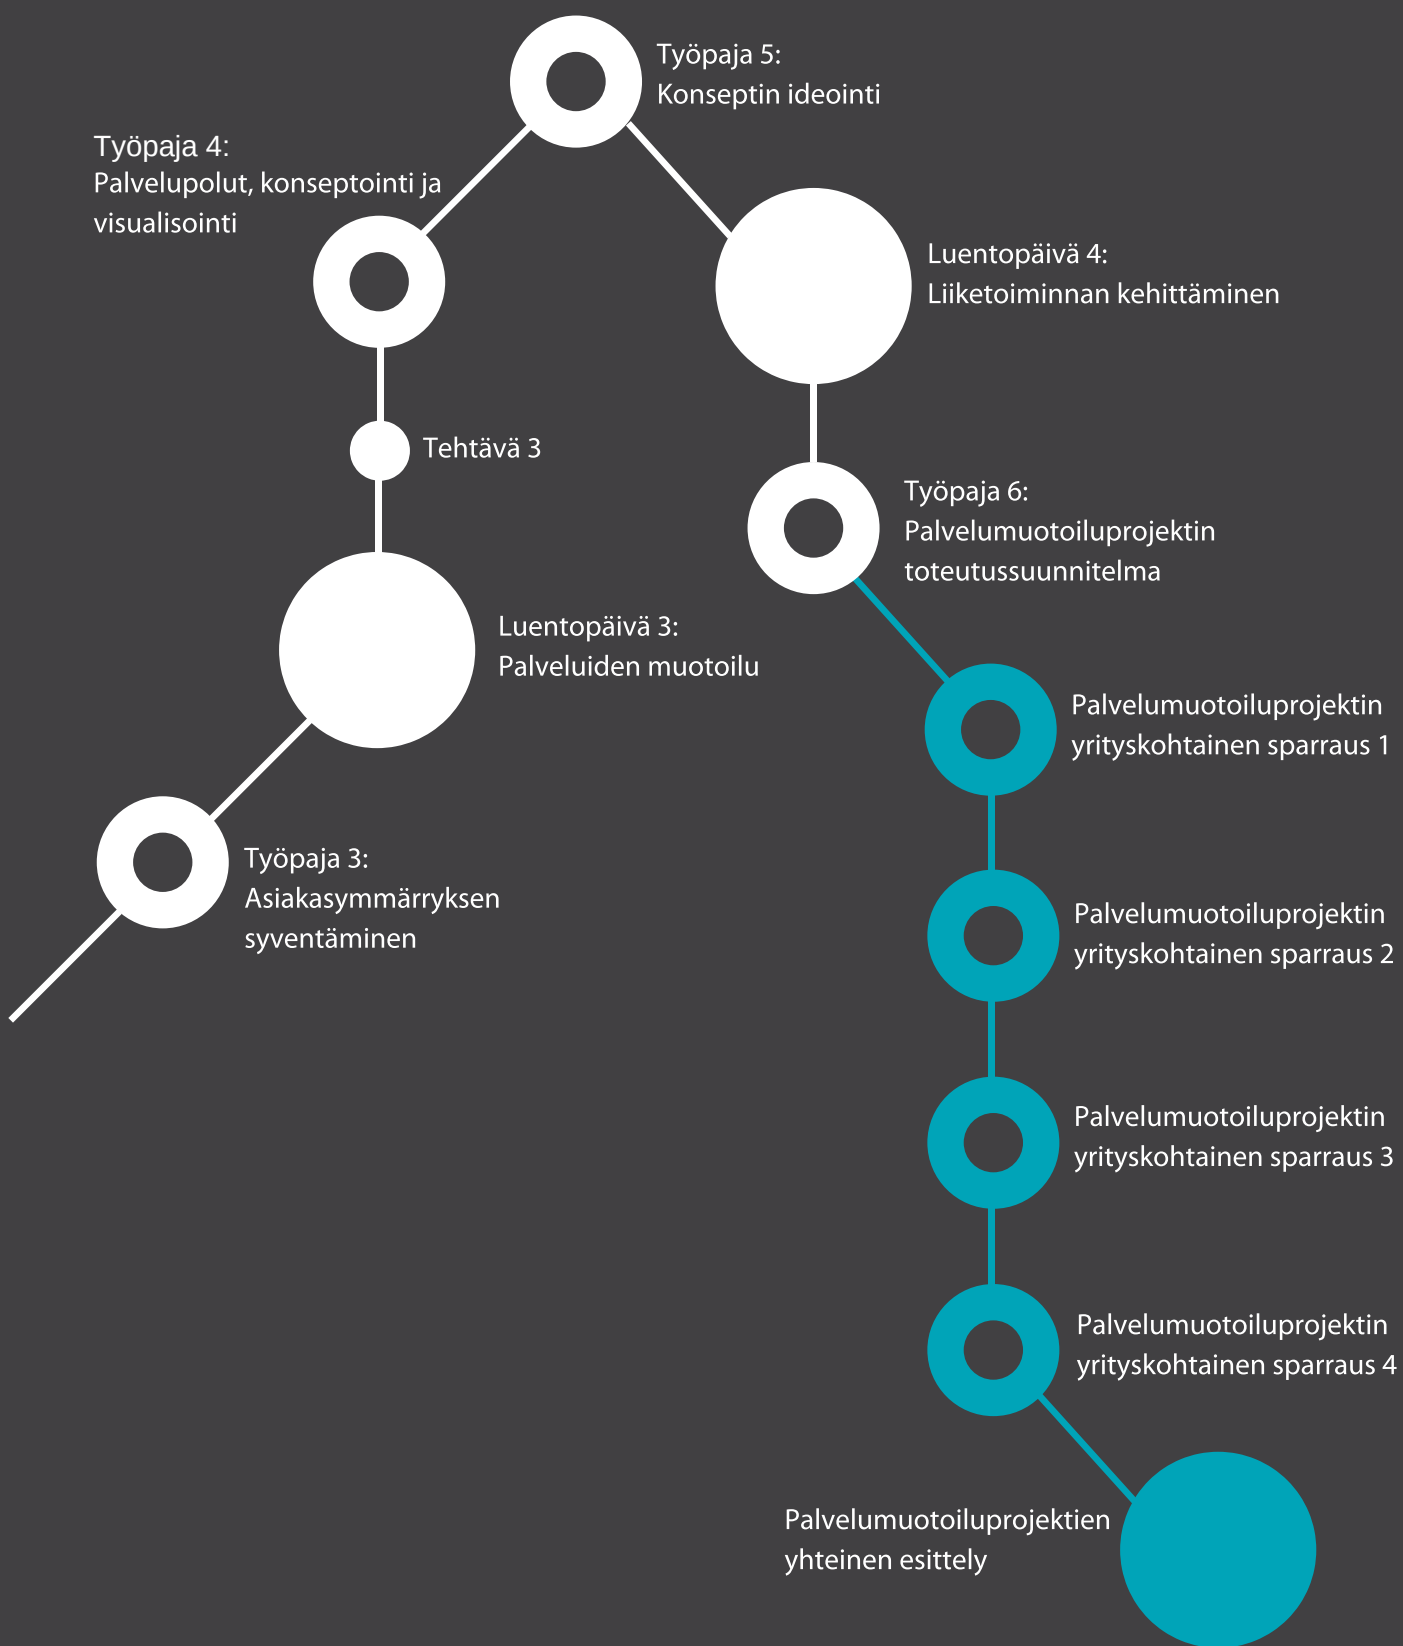 Työpaja 5:
Konseptin ideointi
Työpaja 4:
Palvelupolut, konseptointi ja
visualisointi
Luentopäivä 4:
Liiketoiminnan kehittäminen
Tehtävä 3
Työpaja 6:
Palvelumuotoiluprojektin
toteutussuunnitelma
Luentopäivä 3:
Palveluiden muotoilu
Palvelumuotoiluprojektin
yrityskohtainen sparraus 1
Työpaja 3:
Asiakasymmärryksen
syventäminen
Palvelumuotoiluprojektin
yrityskohtainen sparraus 2
Palvelumuotoiluprojektin
yrityskohtainen sparraus 3
Palvelumuotoiluprojektin
yrityskohtainen sparraus 4
Palvelumuotoiluprojektien
yhteinen esittely